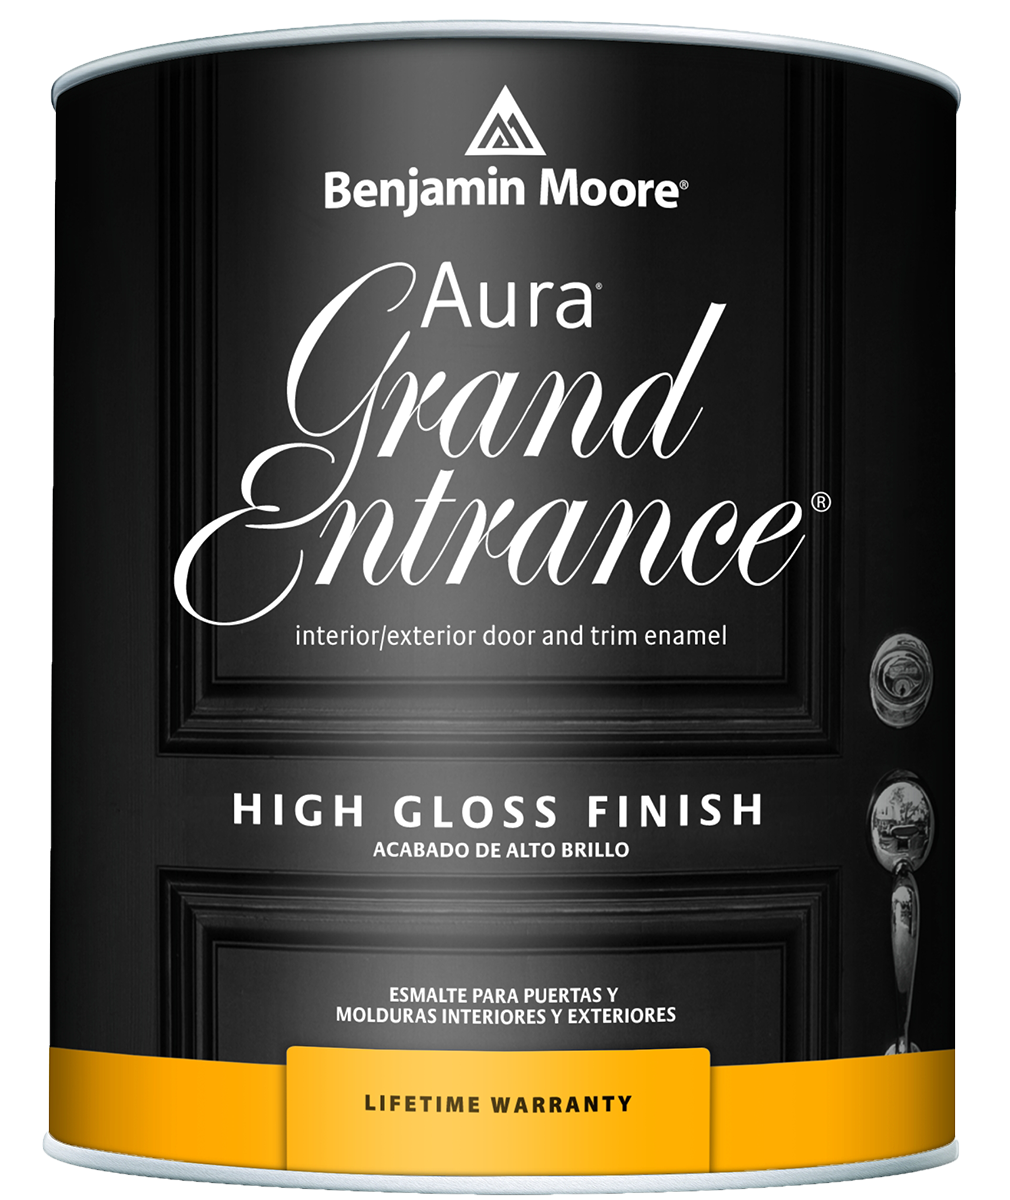 Benjamin Moore®
Aura®
Grand
Entrance®
interior/exterior door and trim enamel
HIGH GLOSS FINISH
ACABADO DE ALTO BRILLO
ESMALTE PARA PUERTAS Y
MOLDURAS INTERIORES Y EXTERIORES
LIFETIME WARRANTY